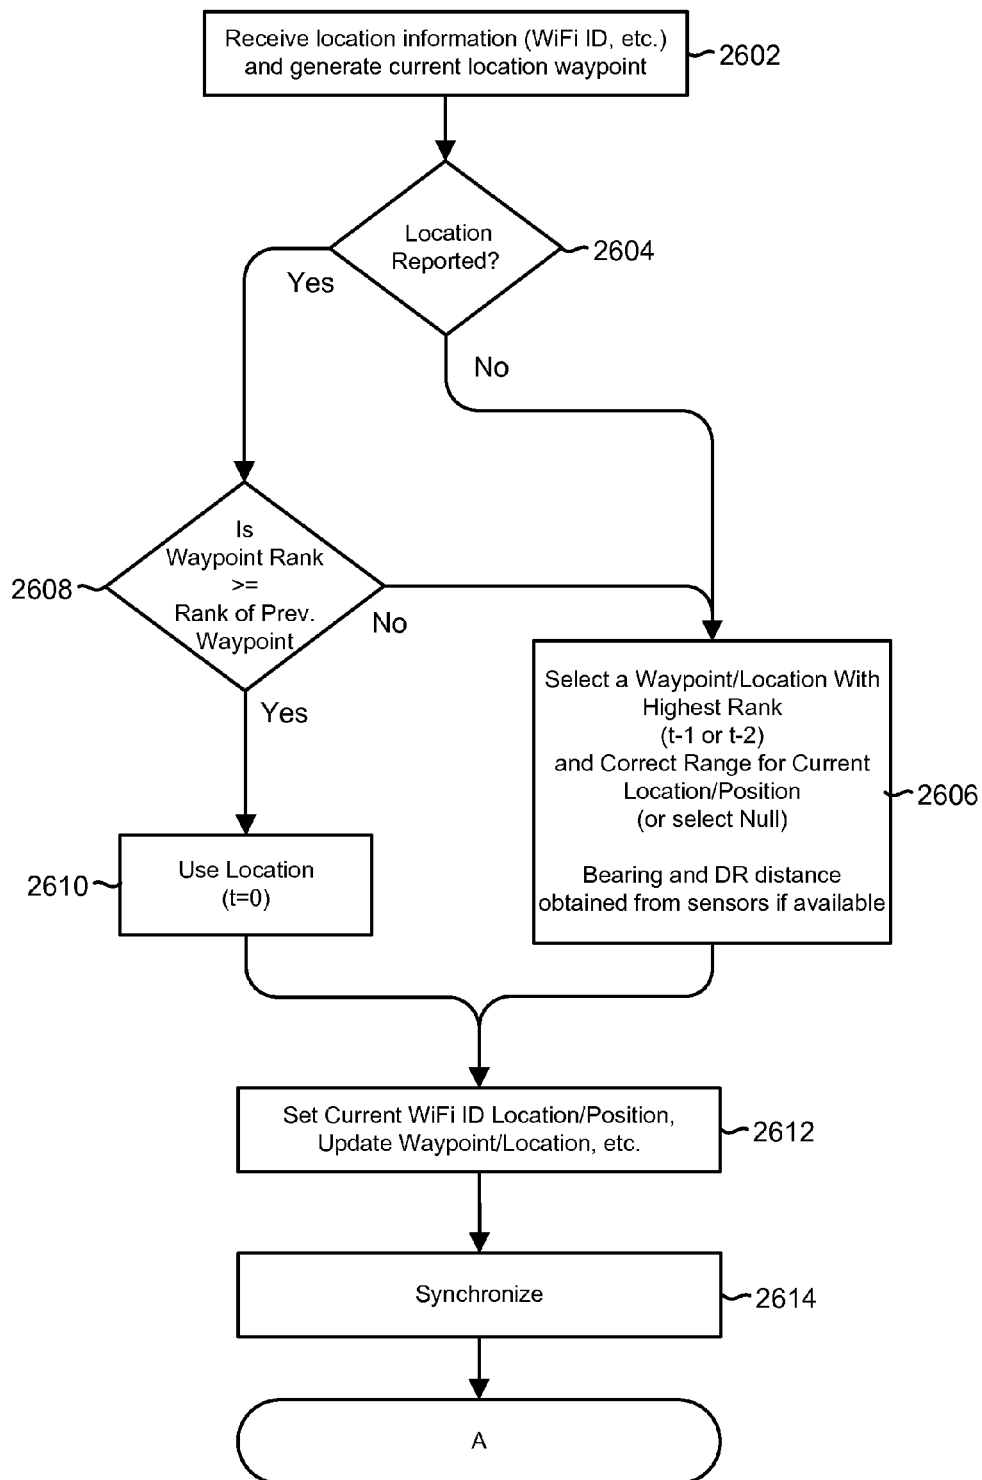 Receive location information (WiFi ID, etc.)
and generate current location waypoint
2602
Location
Reported?
2604
Yes
No
Is
Waypoint Rank
>=
Rank of Prev.
Waypoint
2608
No
Yes
Select a Waypoint/Location With
Highest Rank
(t-1 or t-2)
and Correct Range for Current
Location/Position
(or select Null)
Bearing and DR distance
obtained from sensors if available
2606
Use Location
(t=0)
2610
Set Current WiFi ID Location/Position,
Update Waypoint/Location, etc.
2612
Synchronize
2614
A